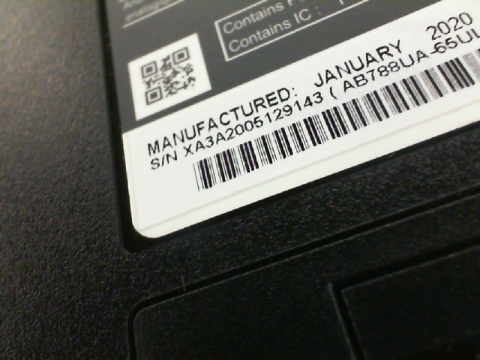 Contains
Contains IC :
MANUFACTURED: JANUARY 2020
S/N XA3A2005129143 ( AB788UA-65UL